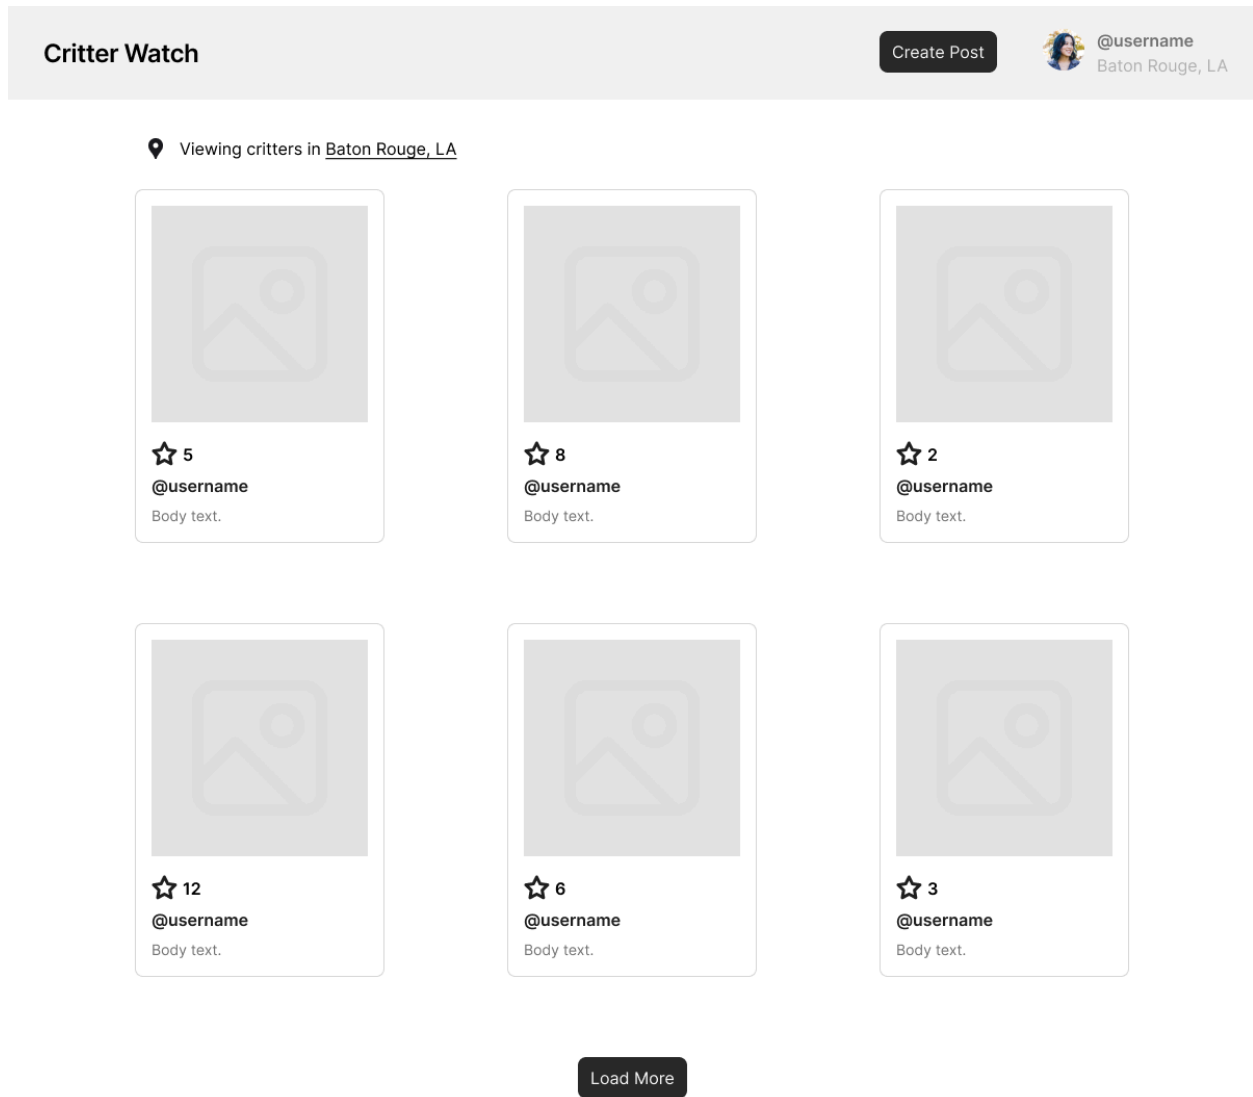 Critter Watch
Create Post
@username
Baton Rouge, LA
Viewing critters in Baton Rouge, LA
5
@username
Body text.
8
@username
Body text.
2
@username
Body text.
12
@username
Body text.
6
@username
Body text.
3
@username
Body text.
Load More